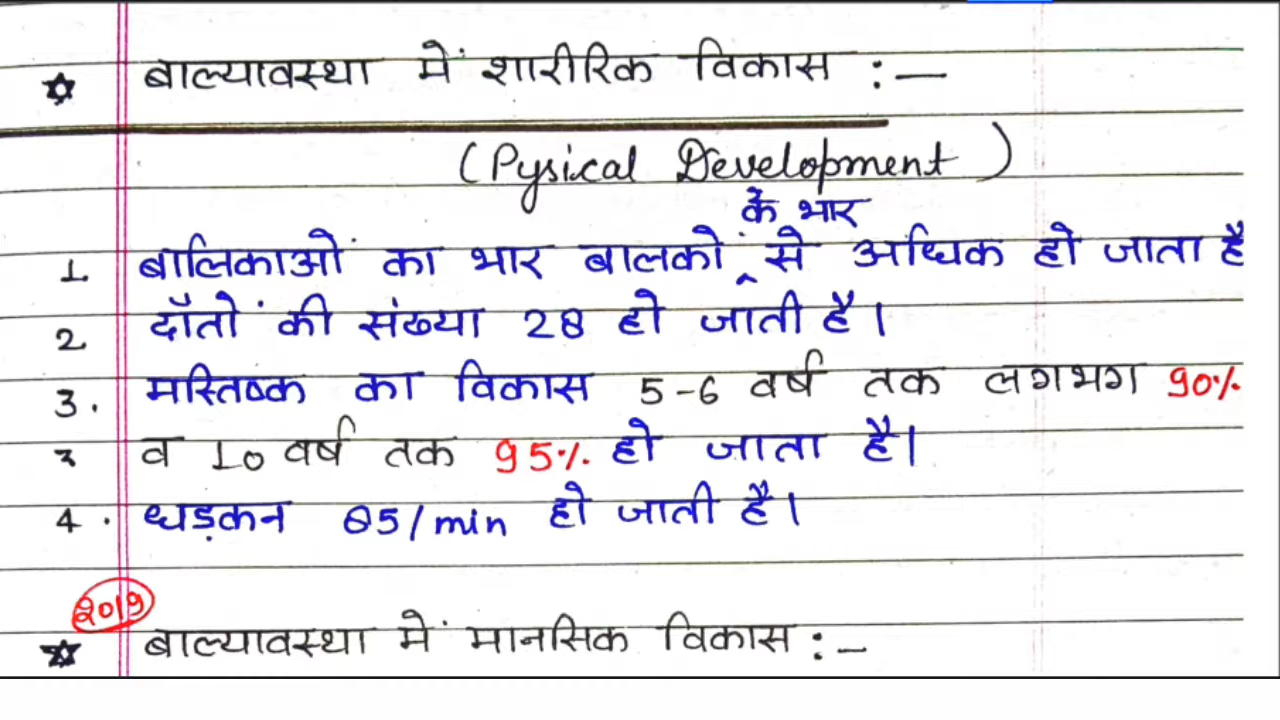 बाल्यावस्था में शारीरिक विकास :—
(Pysical Development)
के भार
1. बालिकाओं का भार बालकों से अधिक हो जाता है
2 दाँतों की संख्या 28 हो जाती है।
3. मस्तिष्क का विकास 5-6 वर्ष तक लगभग 90%
व 10 वर्ष तक 95% हो जाता है।
4. धड़कन 85/min हो जाती है।
2019
बाल्यावस्था में मानसिक विकास :—